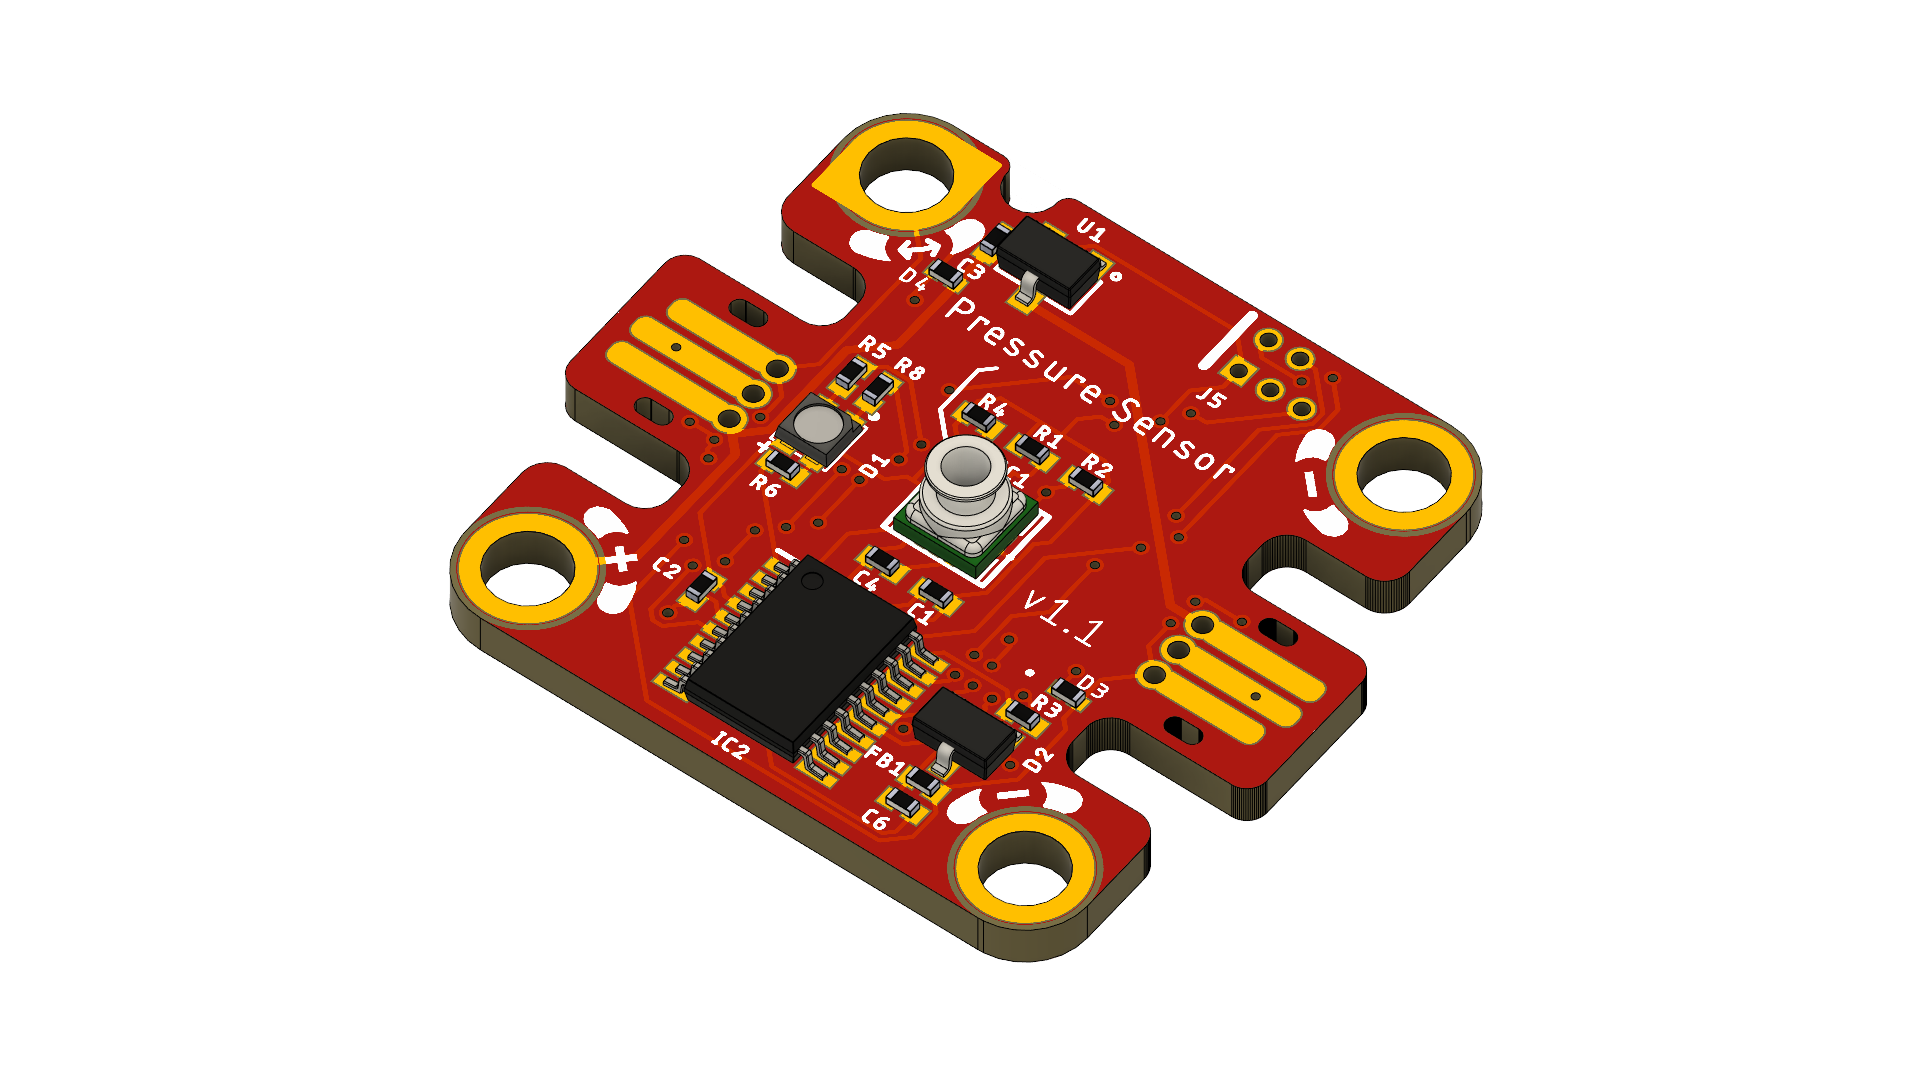 U1
C3
D4
Pressure Sensor
R5
R8
J5
R4
R1
C1
R2
D1
R6
+
C2
C4
C1
v1.1
D3
R3
IC2
FB1
D2
C6